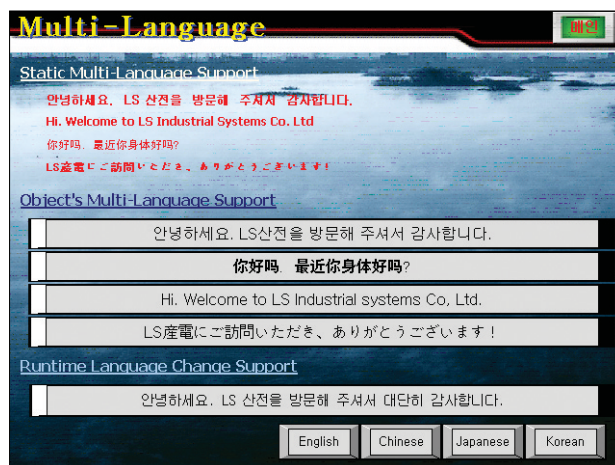 Multi-Language
메인
Static Multi-Language Support
안녕하세요. LS 산전을 방문해 주셔서 감사합니다.
Hi. Welcome to LS Industrial Systems Co. Ltd
你好吗. 最近你身体好吗?
LS産電にご訪問いただき、ありがとうございます!
Object's Multi-Language Support
안녕하세요. LS산전을 방문해 주셔서 감사합니다.
你好吗. 最近你身体好吗?
Hi. Welcome to LS Industrial systems Co, Ltd.
LS産電にご訪問いただき、ありがとうございます!
Runtime Language Change Support
안녕하세요. LS 산전을 방문해 주셔서 대단히 감사합니다.
English Chinese Japanese Korean